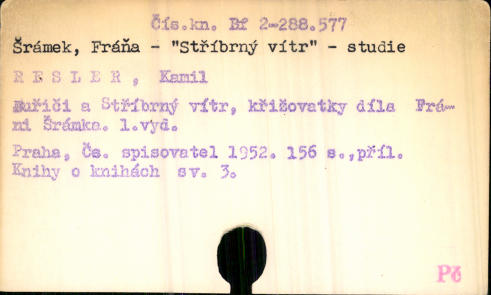 Čís.kn. Bf 2-288.577
Šrámek, Fráňa - "Stříbrný vítr" - studie
RESLER, Kamil
Buřiči a Stříbrný vítr, křižovatky díla Frá-
ni Šrámka. 1.vyd.
Praha, Čs. spisovatel 1952. 156 s.,příl.
Knihy o knihách sv. 3.
Pč